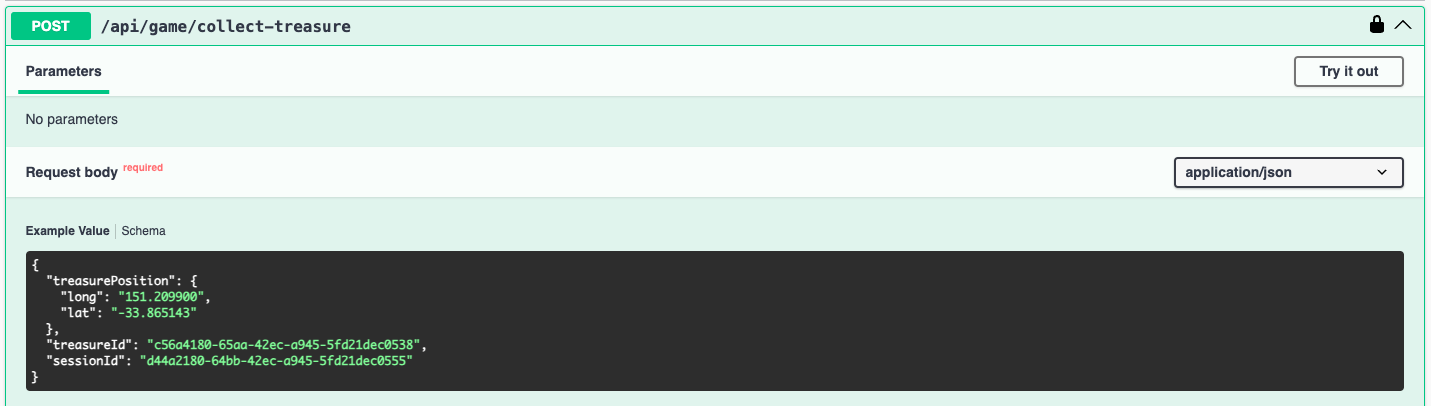 POST /api/game/collect-treasure
Parameters
Try it out
No parameters
Request body required
application/json
Example Value | Schema
{
  "treasurePosition": {
    "long": "151.209900",
    "lat": "-33.865143"
  },
  "treasureId": "c56a4180-65aa-42ec-a945-5fd21dec0538",
  "sessionId": "d44a2180-64bb-42ec-a945-5fd21dec0555"
}